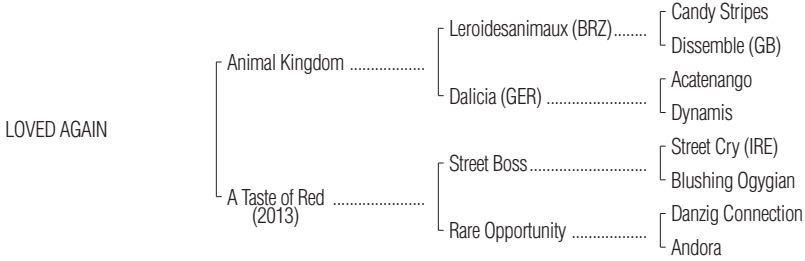 Candy Stripes
Leroidesanimaux (BRZ)........
Dissemble (GB)
Animal Kingdom ..................
Acatenango
Dalicia (GER) ........................
Dynamis
LOVED AGAIN
Street Cry (IRE)
Street Boss............................
Blushing Ogygian
A Taste of Red ......................
(2013)
Danzig Connection
Rare Opportunity ..................
Andora